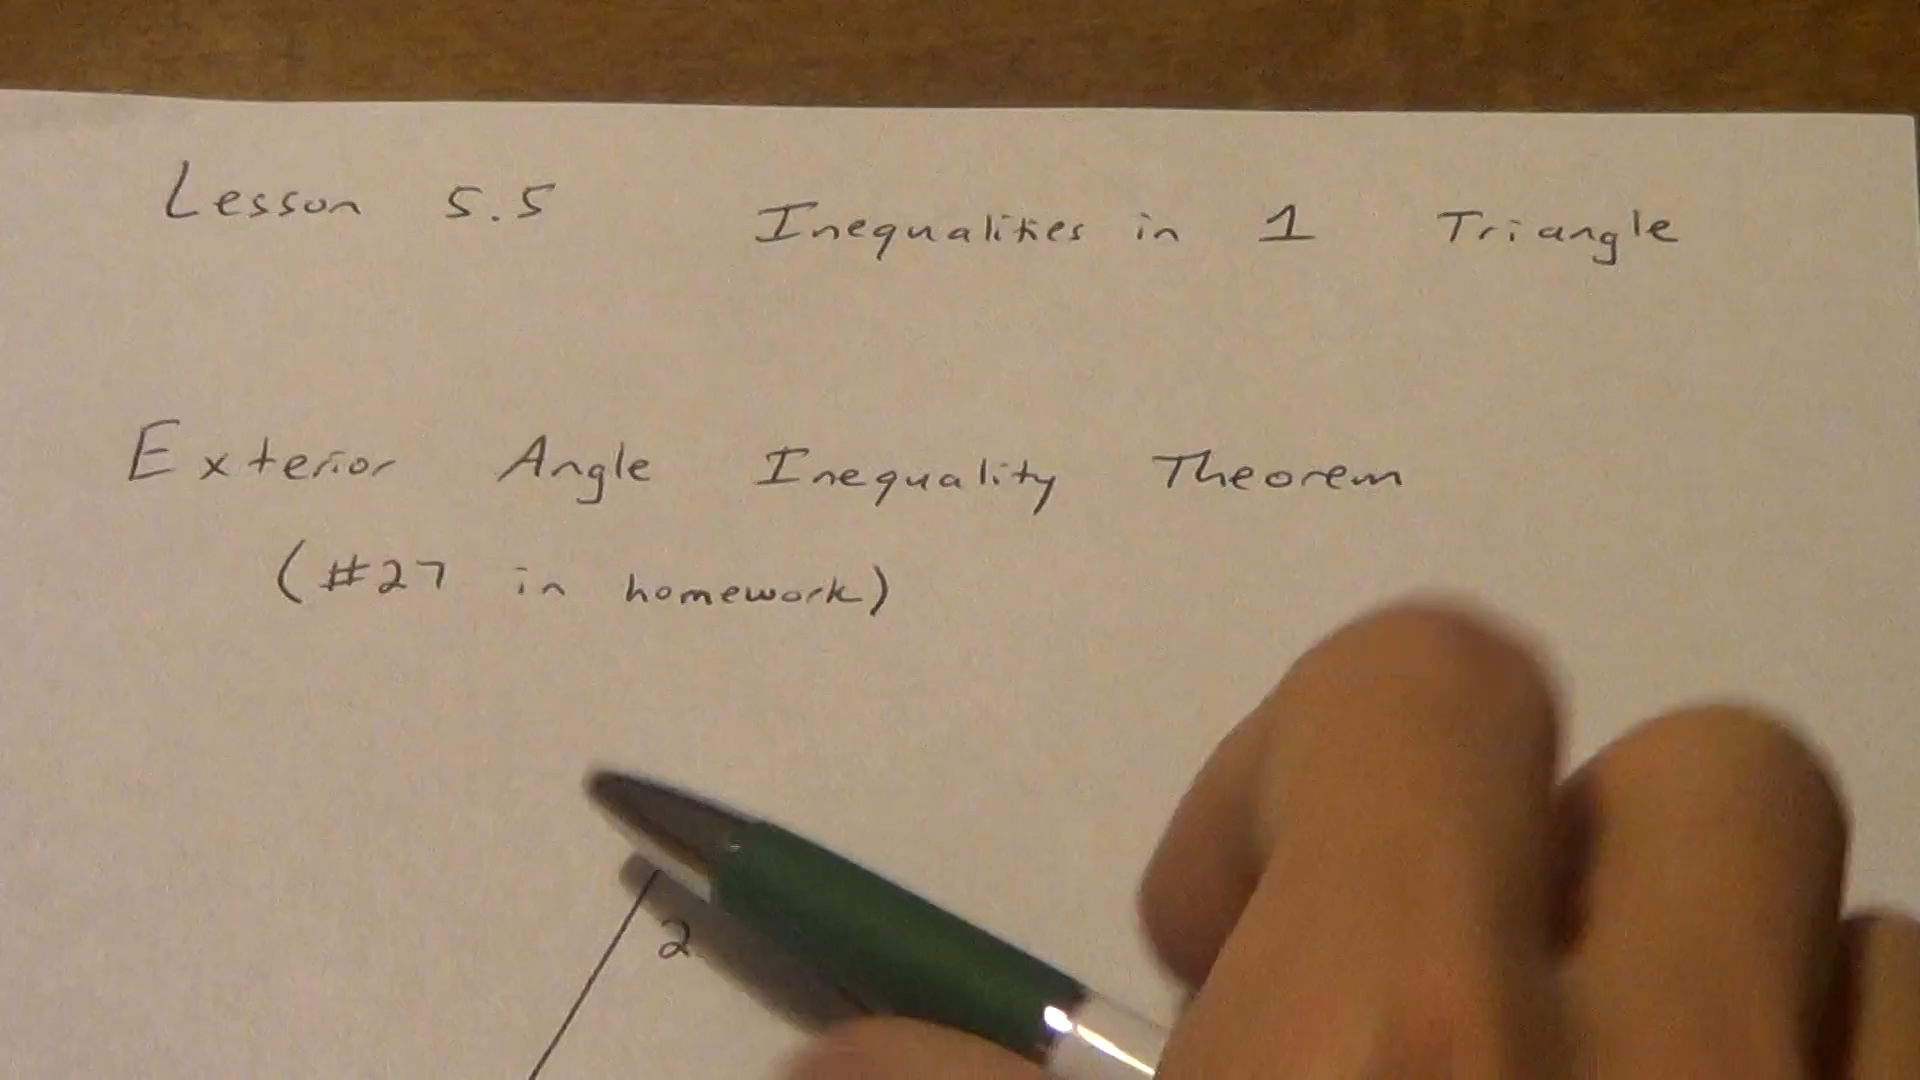 Lesson 5.5 Inequalities in 1 Triangle
Exterior Angle Inequality Theorem
(#27 in homework)
2